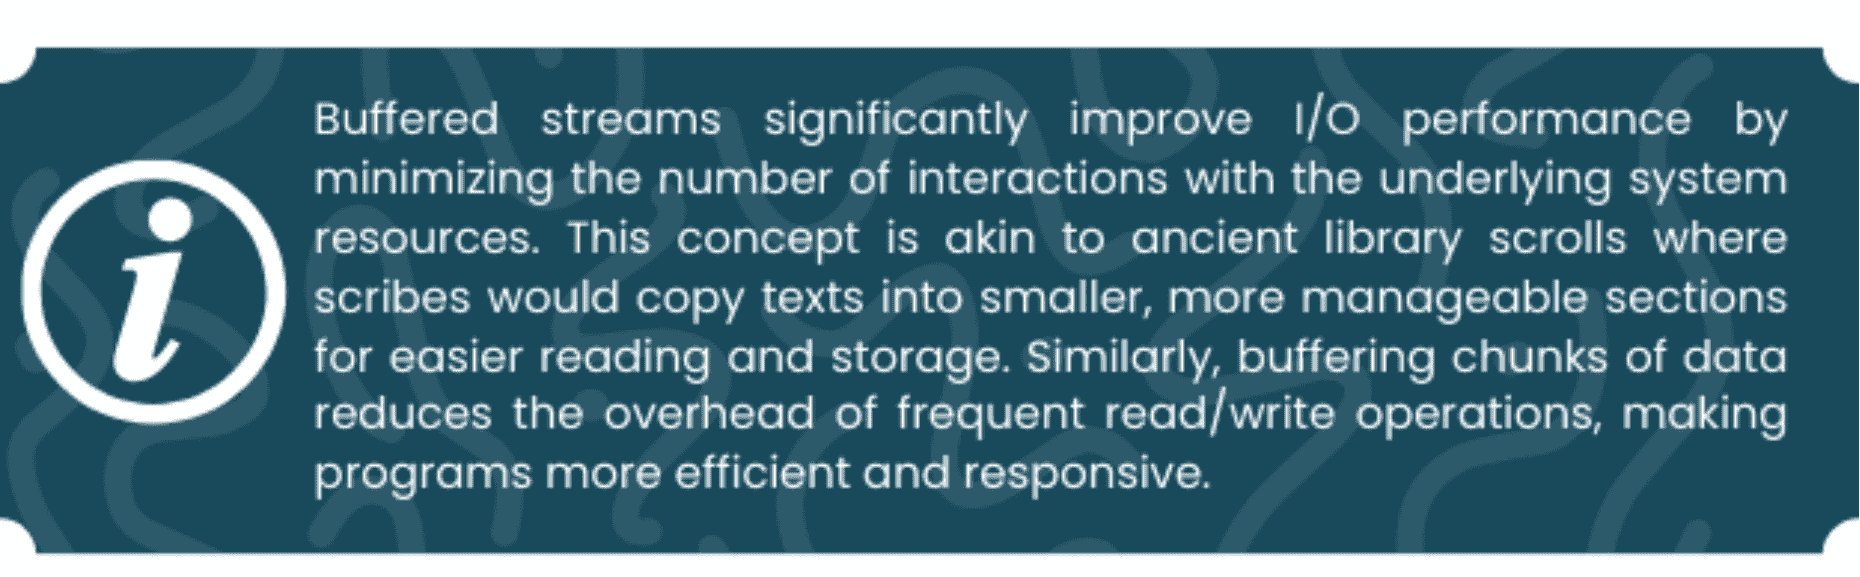 Buffered streams significantly improve I/O performance by
minimizing the number of interactions with the underlying system
resources. This concept is akin to ancient library scrolls where
scribes would copy texts into smaller, more manageable sections
for easier reading and storage. Similarly, buffering chunks of data
reduces the overhead of frequent read/write operations, making
programs more efficient and responsive.